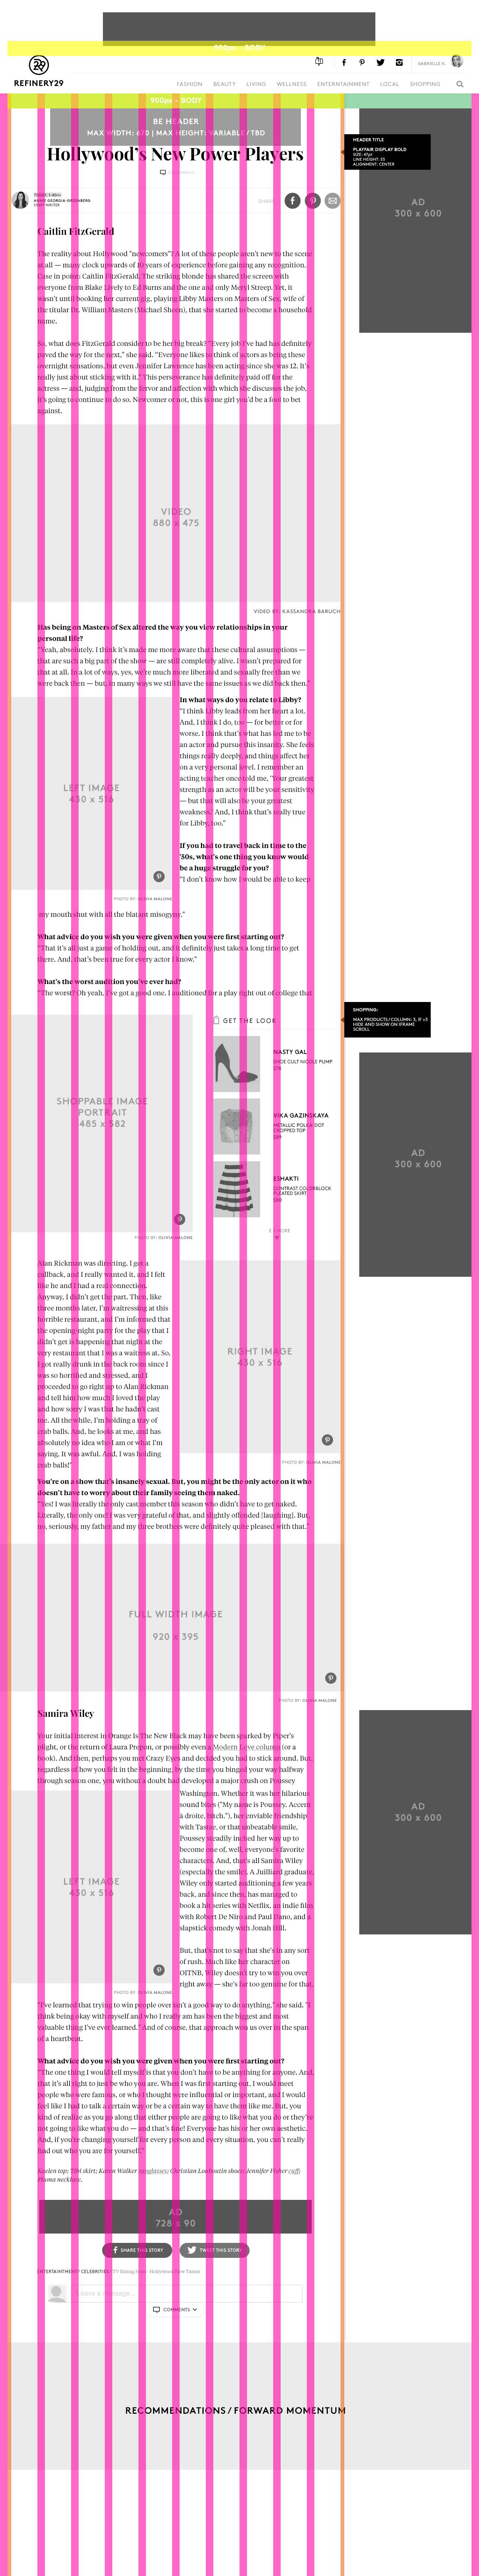 BODY
REFINERY29
GABRIELLE K.
FASHION BEAUTY LIVING WELLNESS ENTERNTAINMENT LOCAL SHOPPING
900px - BODY
BE HEADER
MAX WIDTH: 670 | MAX HEIGHT: VARIABLE / TBD
Hollywood's New Power Players
HEADER TITLE
PLAYFAIR DISPLAY BOLD
SIZE: 47pt
LINE HEIGHT: 55
ALIGNMENT: CENTER
ANNIE GEORGIA-GREENBERG
STAFF WRITER
SHARE
AD
300 x 600
Caitlin FitzGerald
The reality about Hollywood "newcomers"? A lot of these people aren't new to the scene
at all — many clock upwards of 10 years of experience before gaining any recognition.
Case in point: Caitlin FitzGerald. The striking blonde has shared the screen with
everyone from Blake Lively to Ed Burns and the one and only Meryl Streep. Yet, it
wasn't until booking her current gig, playing Libby Masters on Masters of Sex, wife of
the titular Dr. William Masters (Michael Sheen), that she started to become a household
name.
So, what does FitzGerald consider to be her big break? "Every job I've had has definitely
paved the way for the next," she said. "Everyone likes to think of actors as being these
overnight sensations, but even Jennifer Lawrence has been acting since she was 12. It's
really just about sticking with it." This perseverance has definitely paid off for the
actress — and, judging from the fervor and affection with which she discusses the job,
it's going to continue to do so. Newcomer or not, this is one girl you'd be a fool to bet
against.
VIDEO
880 x 475
VIDEO BY: KASSANDRA BARUCH
Has being on Masters of Sex altered the way you view relationships in your
personal life?
"Yeah, absolutely. I think it's made me more aware that these cultural assumptions —
that are such a big part of the show — are still completely alive. I wasn't prepared for
that at all. In a lot of ways, yes, we're much more liberated and sexually free than we
were back then — but, in many ways we still have the same issues as we did back then."
LEFT IMAGE
430 x 516
PHOTO BY: OLIVIA MALONE
In what ways do you relate to Libby?
"I think Libby leads from her heart a lot.
And, I think I do, too — for better or for
worse. I think that's what has led me to be
an actor and pursue this insanity. She feels
things really deeply, and things affect her
on a very personal level. I remember an
acting teacher once told me, 'Your greatest
strength as an actor will be your sensitivity
— but that will also be your greatest
weakness.' And, I think that's really true
for Libby, too."
If you had to travel back in time to the
'50s, what's one thing you know would
be a huge struggle for you?
"I don't know how I would be able to keep
my mouth shut with all the blatant misogyny."
What advice do you wish you were given when you were first starting out?
"That it's all just a game of holding out, and it definitely just takes a long time to get
there. And, that's been true for every actor I know."
What's the worst audition you've ever had?
"The worst? Oh yeah, I've got a good one. I auditioned for a play right out of college that
SHOPPABLE IMAGE
PORTRAIT
485 x 582
PHOTO BY: OLIVIA MALONE
GET THE LOOK
NASTY GAL
SHOE CULT NICOLE PUMP
VIKA GAZINSKAYA
METALLIC POLKA-DOT
CROPPED TOP
ESHAKTI
CONTRAST COLORBLOCK
PLEATED SKIRT
MORE
SHOPPING:
MAX PRODUCTS/COLUMN: 3, IF >3
HIDE AND SHOW ON IFRAME
SCROLL
AD
300 x 600
Alan Rickman was directing. I got a
callback, and I really wanted it, and I felt
like he and I had a real connection.
Anyway, I didn't get the part. Then, like
three months later, I'm waitressing at this
horrible restaurant, and I'm informed that
the opening-night party for the play that I
didn't get is happening that night at the
very restaurant that I was a waitress at. So,
I got really drunk in the back room since I
was so horrified and stressed, and I
proceeded to go right up to Alan Rickman
and tell him how much I loved the play
and how sorry I was that he hadn't cast
me. All the while, I'm holding a tray of
crab balls. And, he looks at me, and has
absolutely no idea who I am or what I'm
saying. It was awful. And, I was holding
crab balls!"
RIGHT IMAGE
430 x 516
PHOTO BY: OLIVIA MALONE
You're on a show that's insanely sexual. But, you might be the only actor on it who
doesn't have to worry about their family seeing them naked.
"Yes! I was literally the only cast member this season who didn't have to get naked.
Literally, the only one! I was very grateful of that, and slightly offended [laughing]. But,
no, seriously, my father and my three brothers were definitely quite pleased with that."
FULL WIDTH IMAGE
920 x 395
PHOTO BY: OLIVIA MALONE
Samira Wiley
Your initial interest in Orange Is The New Black may have been sparked by Piper's
plight, or the return of Laura Prepon, or possibly even a Modern Love column (or a
book). And then, perhaps you met Crazy Eyes and decided you had to stick around. But,
regardless of how you felt in the beginning, by the time you binged your way halfway
through season one, you without a doubt had developed a major crush on Poussey
LEFT IMAGE
430 x 516
PHOTO BY: OLIVIA MALONE
Washington. Whether it was her hilarious
sound bites ("My name is Poussey. Accent
à droite, bitch."), her enviable friendship
with Tastee, or that unbeatable smile,
Poussey steadily inched her way up to
become one of, well, everyone's favorite
characters. And, that's all Samira Wiley
(especially the smile). A Juilliard graduate,
Wiley only started auditioning a few years
back, and since then, has managed to
book a hit series with Netflix, an indie film
with Robert De Niro and Paul Dano, and a
slapstick comedy with Jonah Hill.
But, that's not to say that she's in any sort
of rush. Much like her character on
OITNB, Wiley doesn't try to win you over
right away — she's far too genuine for that.
AD
300 x 600
"I've learned that trying to win people over isn't a good way to do anything," she said. "I
think being okay with myself and who I really am has been the biggest and most
valuable thing I've ever learned." And of course, that approach won us over in the span
of a heartbeat.
What advice do you wish you were given when you were first starting out?
"The one thing I would tell myself is that you don't have to be anything for anyone. And,
that it's all right to just be who you are. When I was first starting out, I would meet
people who were famous, or who I thought were influential or important, and I would
feel like I had to talk a certain way or be a certain way to have them like me. But, you
kind of realize as you go along that either people are going to like what you do or they're
not going to like what you do — and that's fine! Everyone has his or her own aesthetic.
And, if you're changing yourself for every person and every situation, you can't really
find out who you are for yourself."
Kaelen top; Tibi skirt; Karen Walker sunglasses; Christian Louboutin shoes; Jennifer Fisher cuff;
Pluma necklace.
AD
728 x 90
SHARE THIS STORY
TWEET THIS STORY
ENTERTAINTMENT/ CELEBRITIES
Leave a message...
COMMENTS
RECOMMENDATIONS / FORWARD MOMENTUM